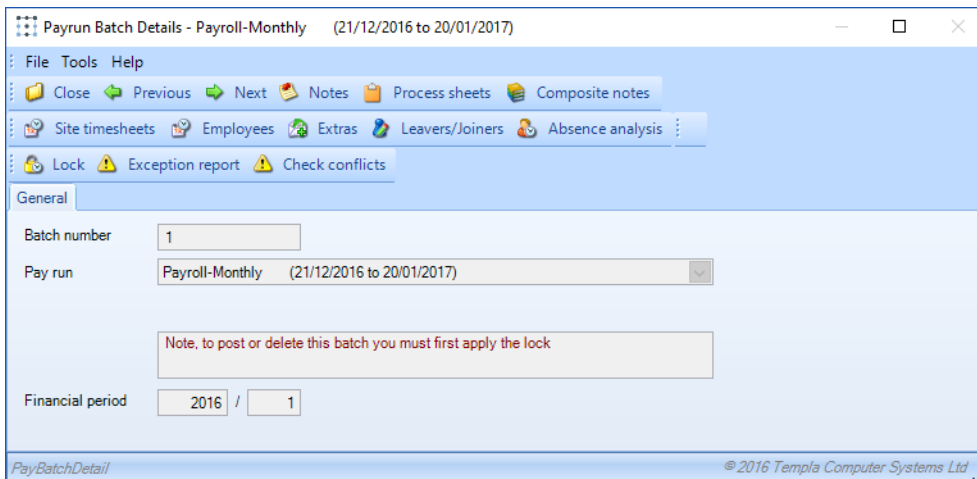 Payrun Batch Details - Payroll-Monthly (21/12/2016 to 20/01/2017)
File Tools Help
Close Previous Next Notes Process sheets Composite notes
Site timesheets Employees Extras Leavers/Joiners Absence analysis
Lock Exception report Check conflicts
General
Batch number 1
Pay run Payroll-Monthly (21/12/2016 to 20/01/2017)
Note, to post or delete this batch you must first apply the lock
Financial period 2016 / 1
PayBatchDetail © 2016 Templa Computer Systems Ltd